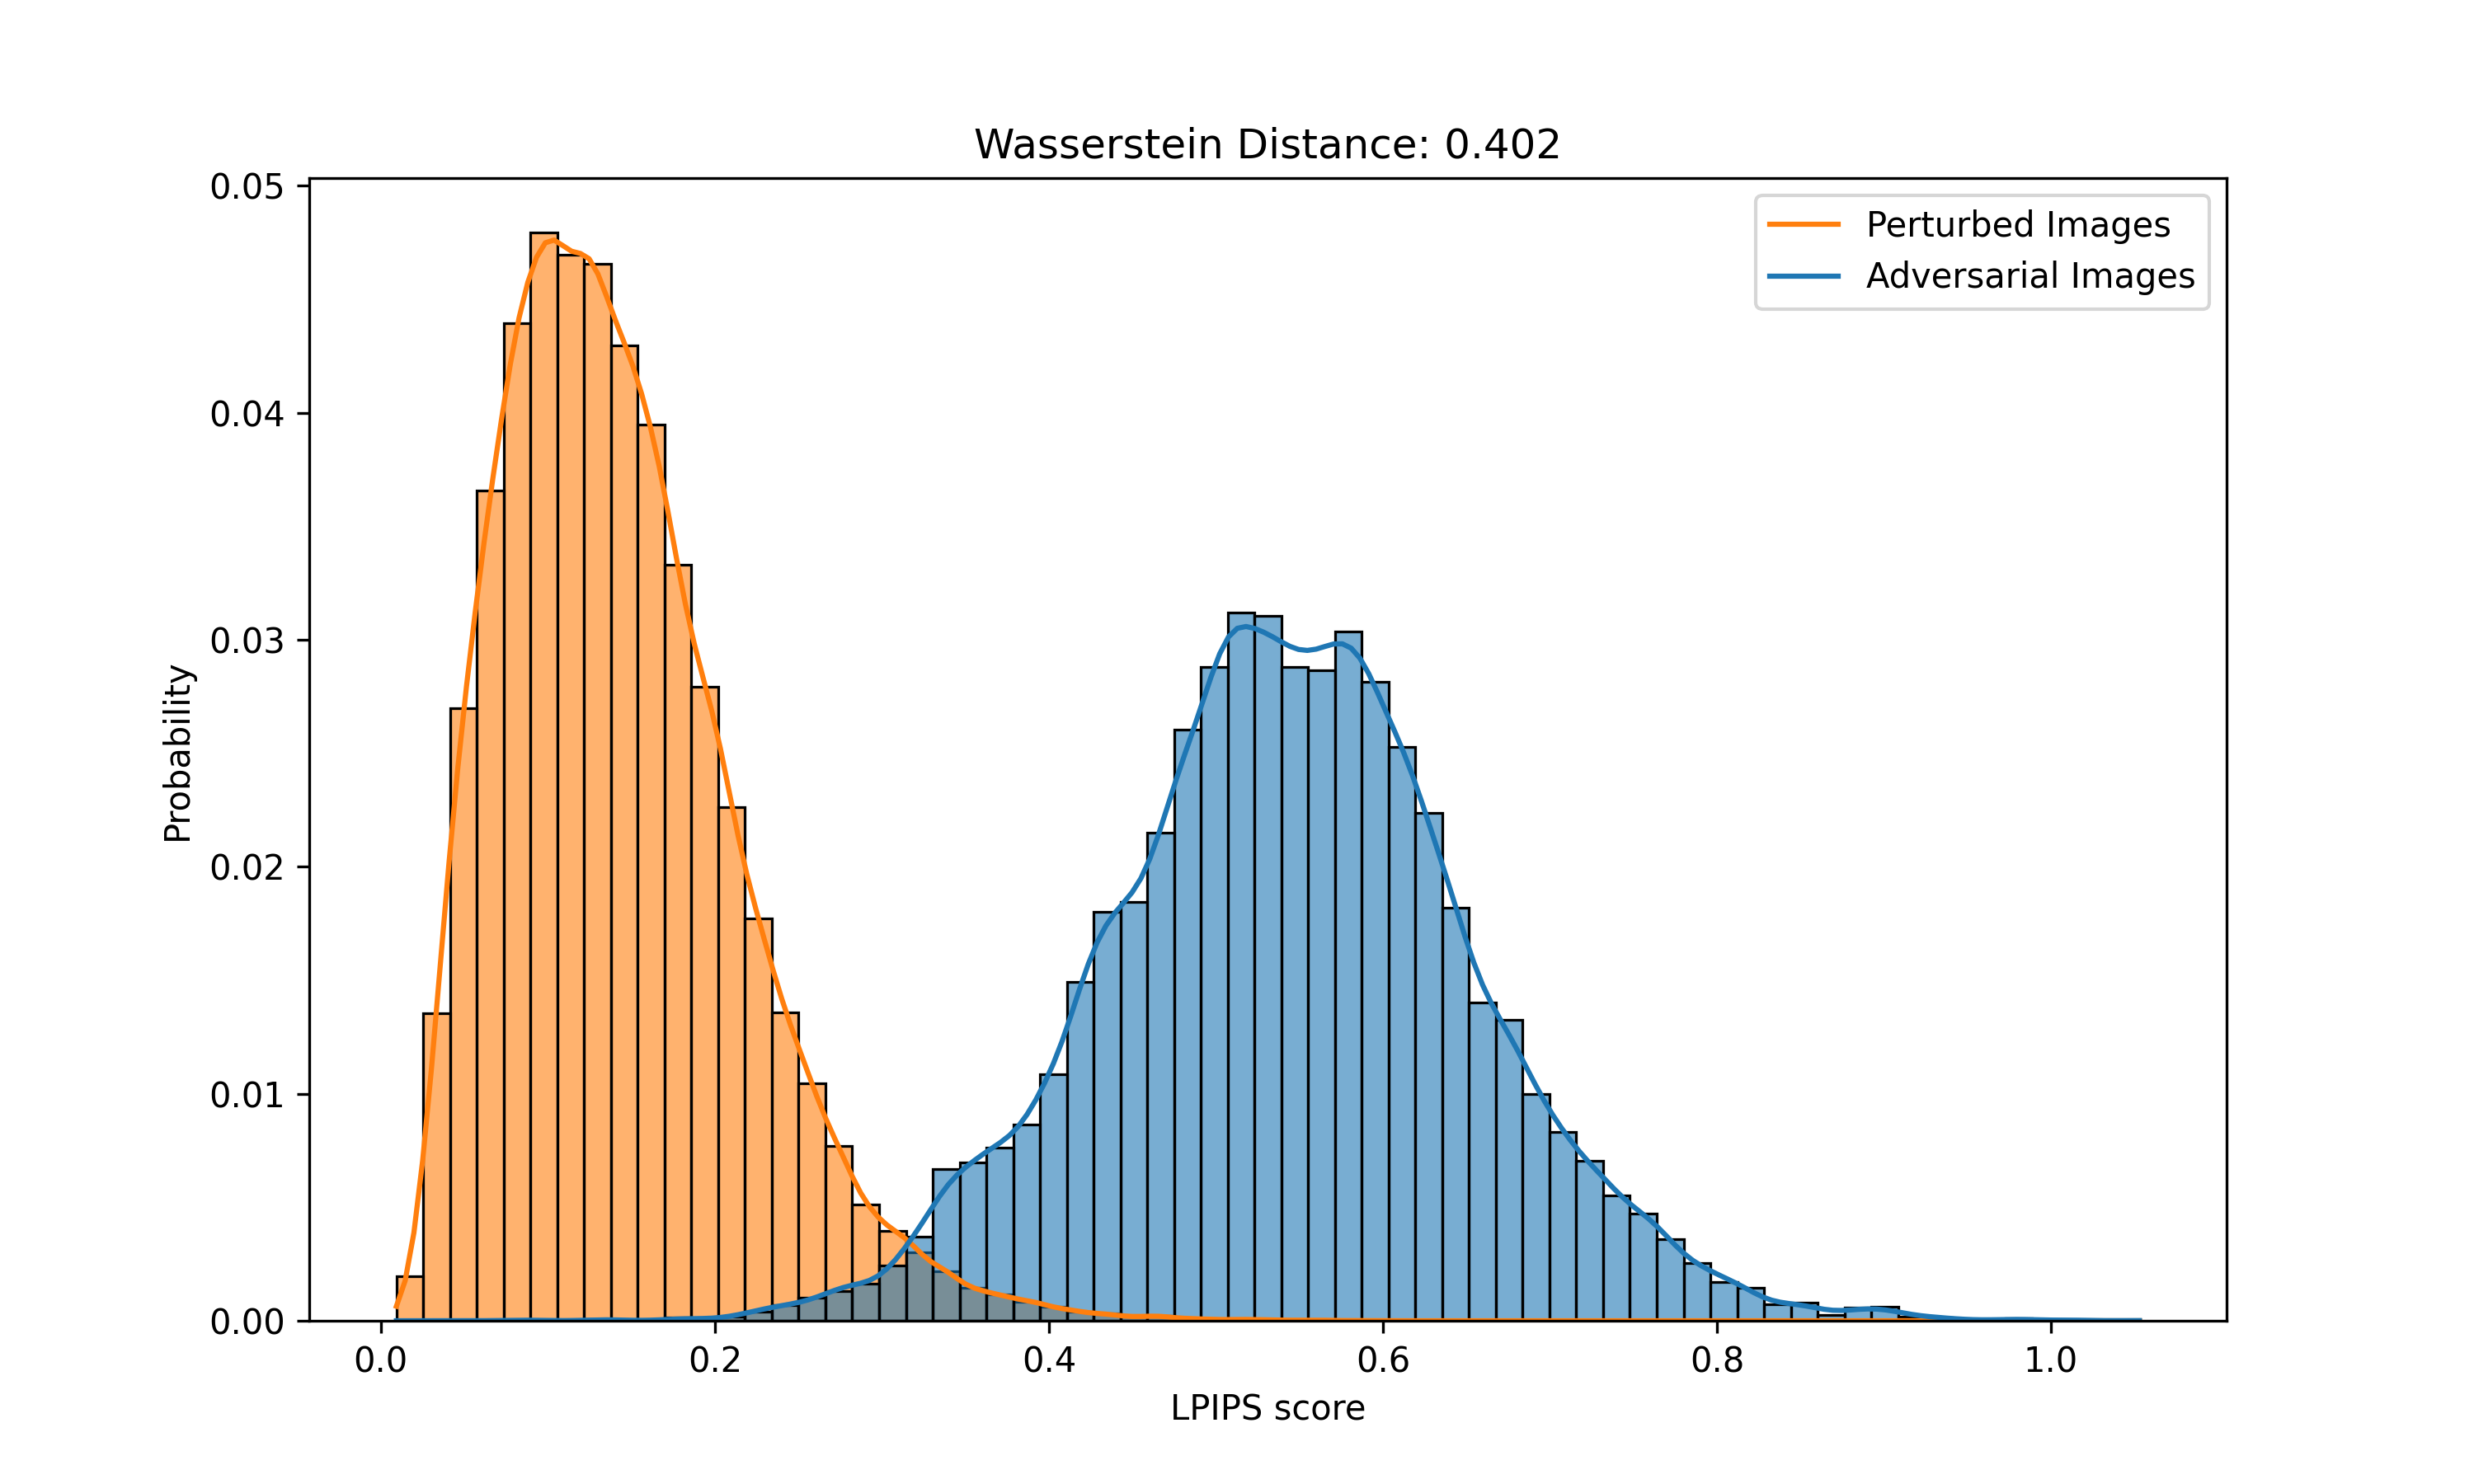 Wasserstein Distance: 0.402
Perturbed Images
Adversarial Images
0.05
0.04
0.03
0.02
0.01
0.00
Probability
0.0 0.2 0.4 0.6 0.8 1.0
LPIPS score